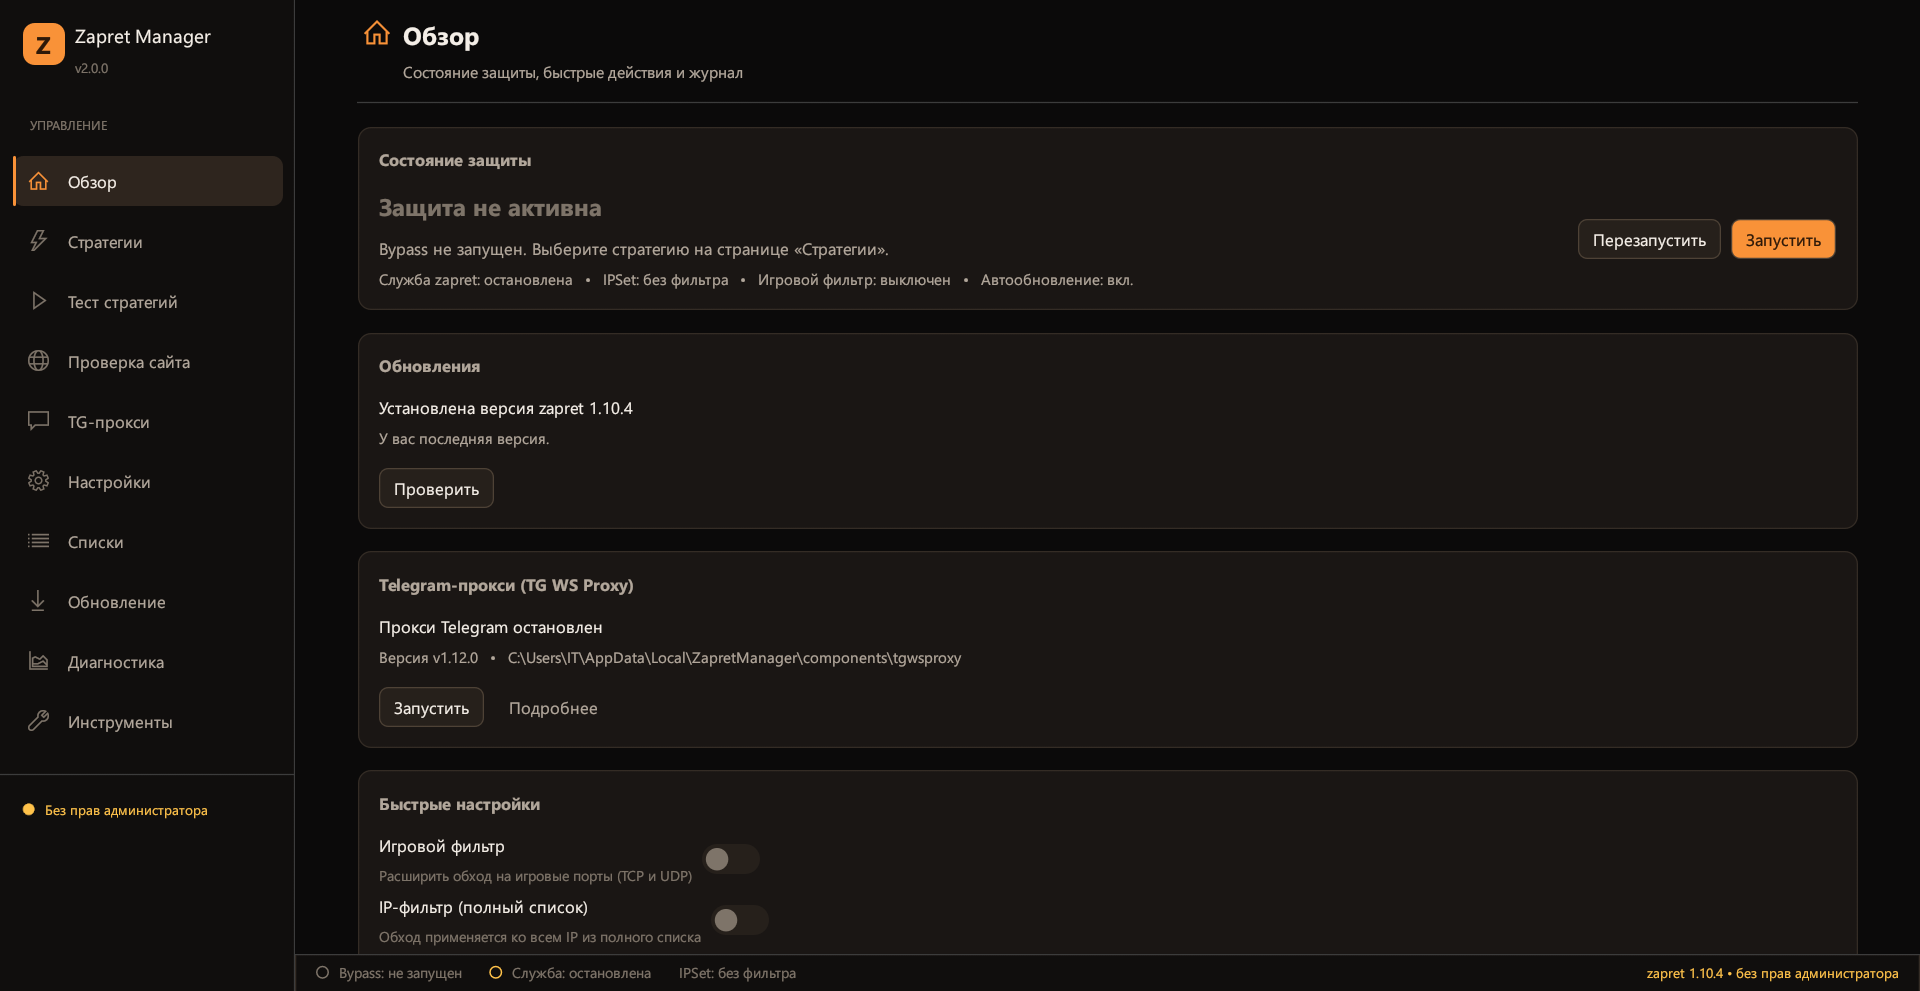 Z
Zapret Manager
v2.0.0
УПРАВЛЕНИЕ
Обзор
Стратегии
Тест стратегий
Проверка сайта
TG-прокси
Настройки
Списки
Обновление
Диагностика
Инструменты
Без прав администратора
Обзор
Состояние защиты, быстрые действия и журнал
Состояние защиты
Защита не активна
Bypass не запущен. Выберите стратегию на странице «Стратегии».
Служба zapret: остановлена • IPSet: без фильтра • Игровой фильтр: выключен • Автообновление: вкл.
Перезапустить
Запустить
Обновления
Установлена версия zapret 1.10.4
У вас последняя версия.
Проверить
Telegram-прокси (TG WS Proxy)
Прокси Telegram остановлен
Версия v1.12.0 • C:\Users\IT\AppData\Local\ZapretManager\components\tgwsproxy
Запустить
Подробнее
Быстрые настройки
Игровой фильтр
Расширить обход на игровые порты (TCP и UDP)
IP-фильтр (полный список)
Обход применяется ко всем IP из полного списка
Bypass: не запущен
Служба: остановлена
IPSet: без фильтра
zapret 1.10.4 • без прав администратора